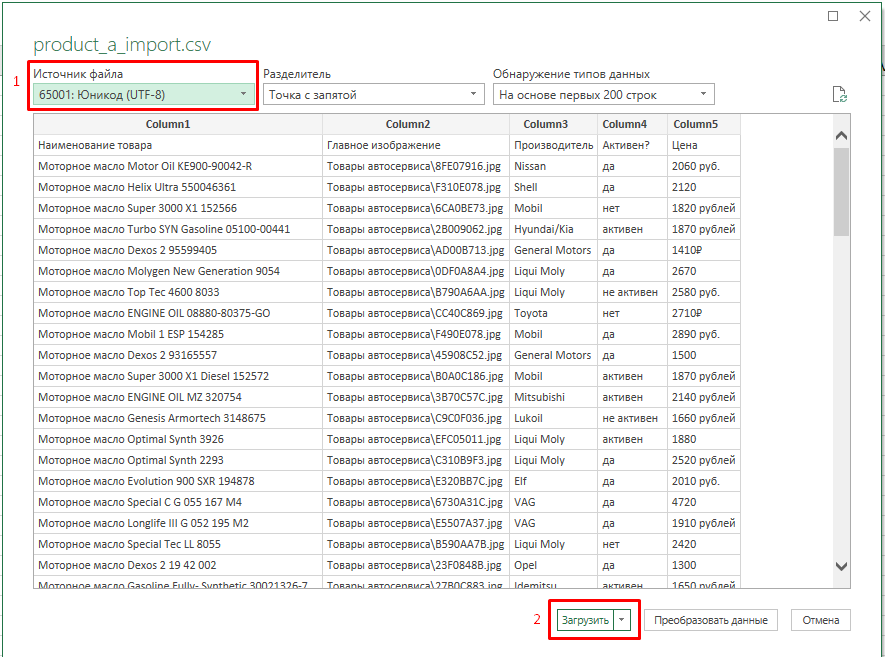 product_a_import.csv
Источник файла Разделитель Обнаружение типов данных
1 65001: Юникод (UTF-8) Точка с запятой На основе первых 200 строк
Column1 Column2 Column3 Column4 Column5
Наименование товара Главное изображение Производитель Активен? Цена
Моторное масло Motor Oil KE900-90042-R Товары автосервиса\8FE07916.jpg Nissan да 2060 руб.
Моторное масло Helix Ultra 550046361 Товары автосервиса\F310E078.jpg Shell да 2120
Моторное масло Super 3000 X1 152566 Товары автосервиса\6CA0BE73.jpg Mobil нет 1820 рублей
Моторное масло Turbo SYN Gasoline 05100-00441 Товары автосервиса\2B009062.jpg Hyundai/Kia активен 1870 рублей
Моторное масло Dexos 2 95599405 Товары автосервиса\AD00B713.jpg General Motors да 1410₽
Моторное масло Molygen New Generation 9054 Товары автосервиса\0DF0A8A4.jpg Liqui Moly да 2670
Моторное масло Top Tec 4600 8033 Товары автосервиса\B790A6AA.jpg Liqui Moly не активен 2580 руб.
Моторное масло ENGINE OIL 08880-80375-GO Товары автосервиса\CC40C869.jpg Toyota нет 2710₽
Моторное масло Mobil 1 ESP 154285 Товары автосервиса\F490E078.jpg Mobil да 2890 руб.
Моторное масло Dexos 2 93165557 Товары автосервиса\45908C52.jpg General Motors да 1500
Моторное масло Super 3000 X1 Diesel 152572 Товары автосервиса\B0A0C186.jpg Mobil активен 1870 рублей
Моторное масло ENGINE OIL MZ 320754 Товары автосервиса\3B70C57C.jpg Mitsubishi активен 2140 рублей
Моторное масло Genesis Armortech 3148675 Товары автосервиса\C9C0F036.jpg Lukoil не активен 1660 рублей
Моторное масло Optimal Synth 3926 Товары автосервиса\EFC05011.jpg Liqui Moly активен 1880
Моторное масло Optimal Synth 2293 Товары автосервиса\C310B9F3.jpg Liqui Moly да 2520 рублей
Моторное масло Evolution 900 SXR 194878 Товары автосервиса\E320BB7C.jpg Elf да 2010 руб.
Моторное масло Special С G 055 167 M4 Товары автосервиса\6730A31C.jpg VAG да 4720
Моторное масло Longlife III G 052 195 M2 Товары автосервиса\E5507A37.jpg VAG да 1910 рублей
Моторное масло Special Tec LL 8055 Товары автосервиса\B590AA7B.jpg Liqui Moly нет 2420
Моторное масло Dexos 2 19 42 002 Товары автосервиса\23F0848B.jpg Opel да 1300
Моторное масло Gasoline Fully- Synthetic 30021326-7 Товары автосервиса\27B0C883.jpg Idemitsu активен 1650 рублей
2 Загрузить Преобразовать данные Отмена